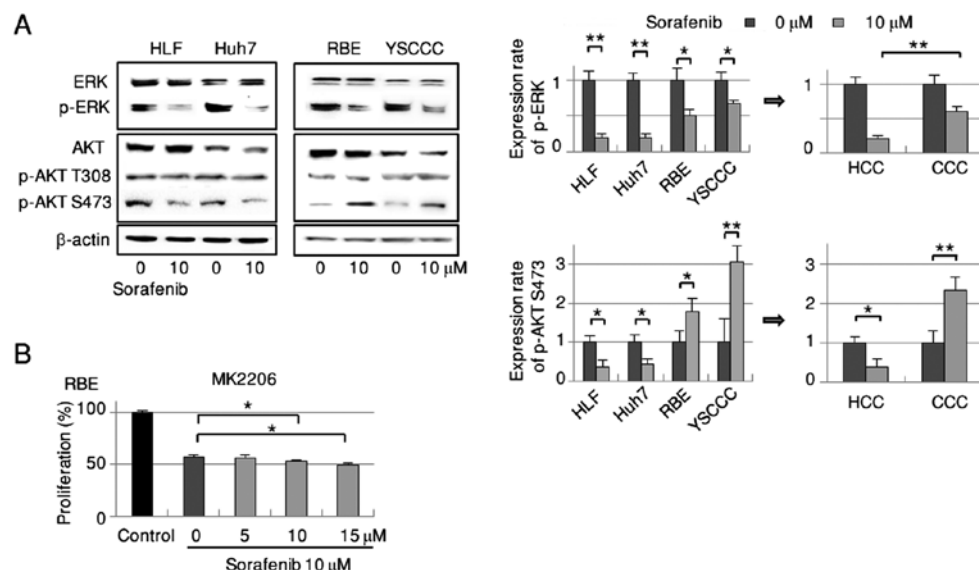 A
HLF Huh7 RBE YSCCC
ERK
p-ERK
AKT
p-AKT T308
p-AKT S473
β-actin
0 10 0 10 0 10 0 10 μM
Sorafenib
Sorafenib 0 μM 10 μM
Expression rate
of p-ERK
** ** * * **
1
0
1
0
HLF Huh7 RBE YSCCC
HCC CCC
Expression rate
of p-AKT S473
* * * ** * **
3
2
1
0
3
2
1
0
HLF Huh7 RBE YSCCC
HCC CCC
B
RBE MK2206
Proliferation (%)
100
50
0
*
*
Control 0 5 10 15 μM
Sorafenib 10 μM